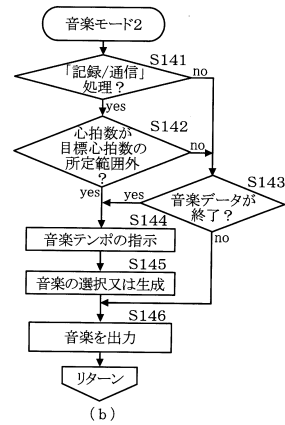 音楽モード2
S141
「記録/通信」
処理？
no
yes
S142
心拍数が
目標心拍数の
所定範囲外
？
no
yes
S143
音楽データが
終了？
yes
no
S144
音楽テンポの指示
S145
音楽の選択又は生成
S146
音楽を出力
リターン
(b)